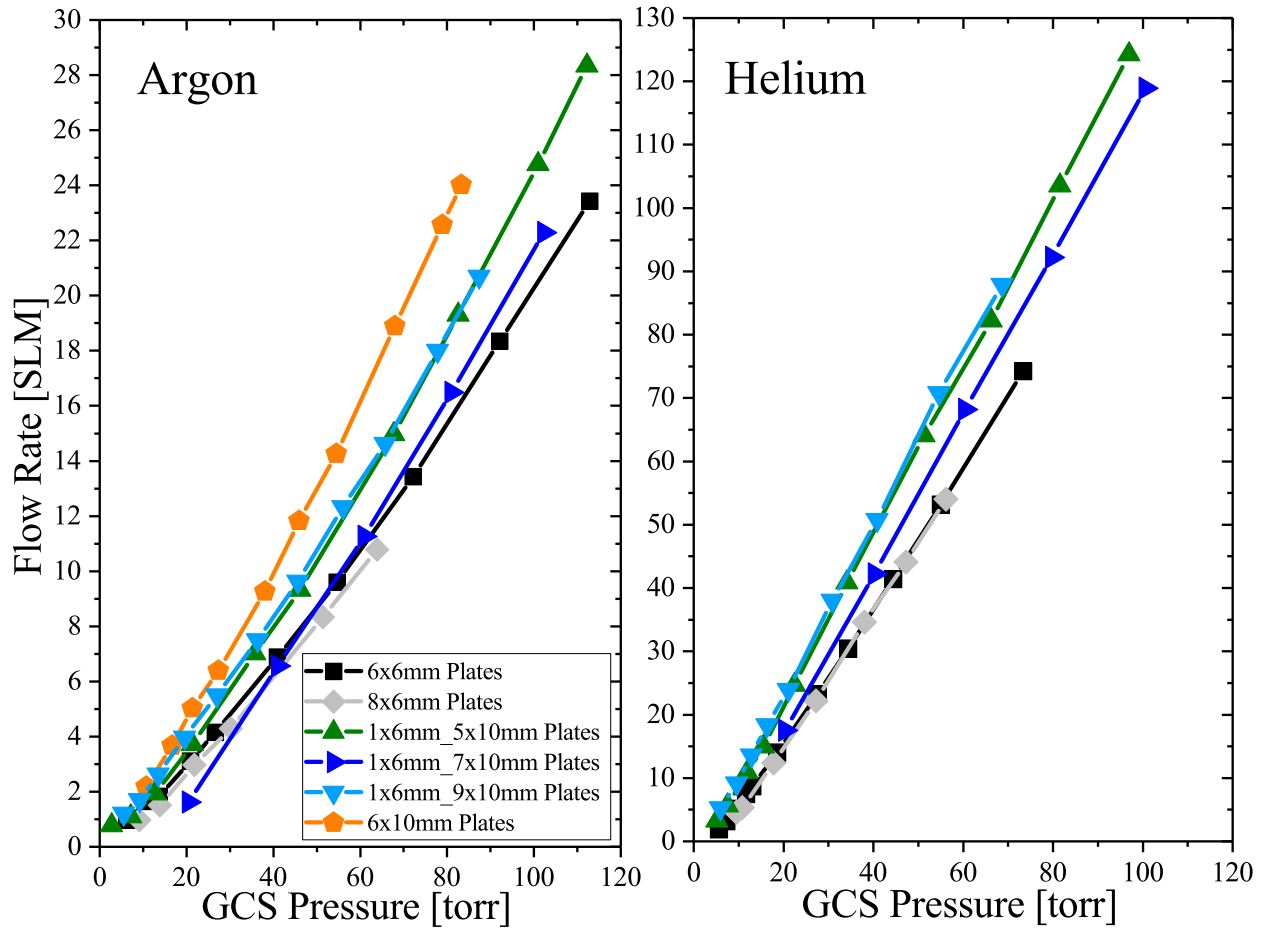 Argon
Flow Rate [SLM]
30
28
26
24
22
20
18
16
14
12
10
8
6
4
2
0
0 20 40 60 80 100 120
GCS Pressure [torr]
6x6mm Plates
8x6mm Plates
1x6mm_5x10mm Plates
1x6mm_7x10mm Plates
1x6mm_9x10mm Plates
6x10mm Plates
Helium
130
120
110
100
90
80
70
60
50
40
30
20
10
0
0 20 40 60 80 100 120
GCS Pressure [torr]